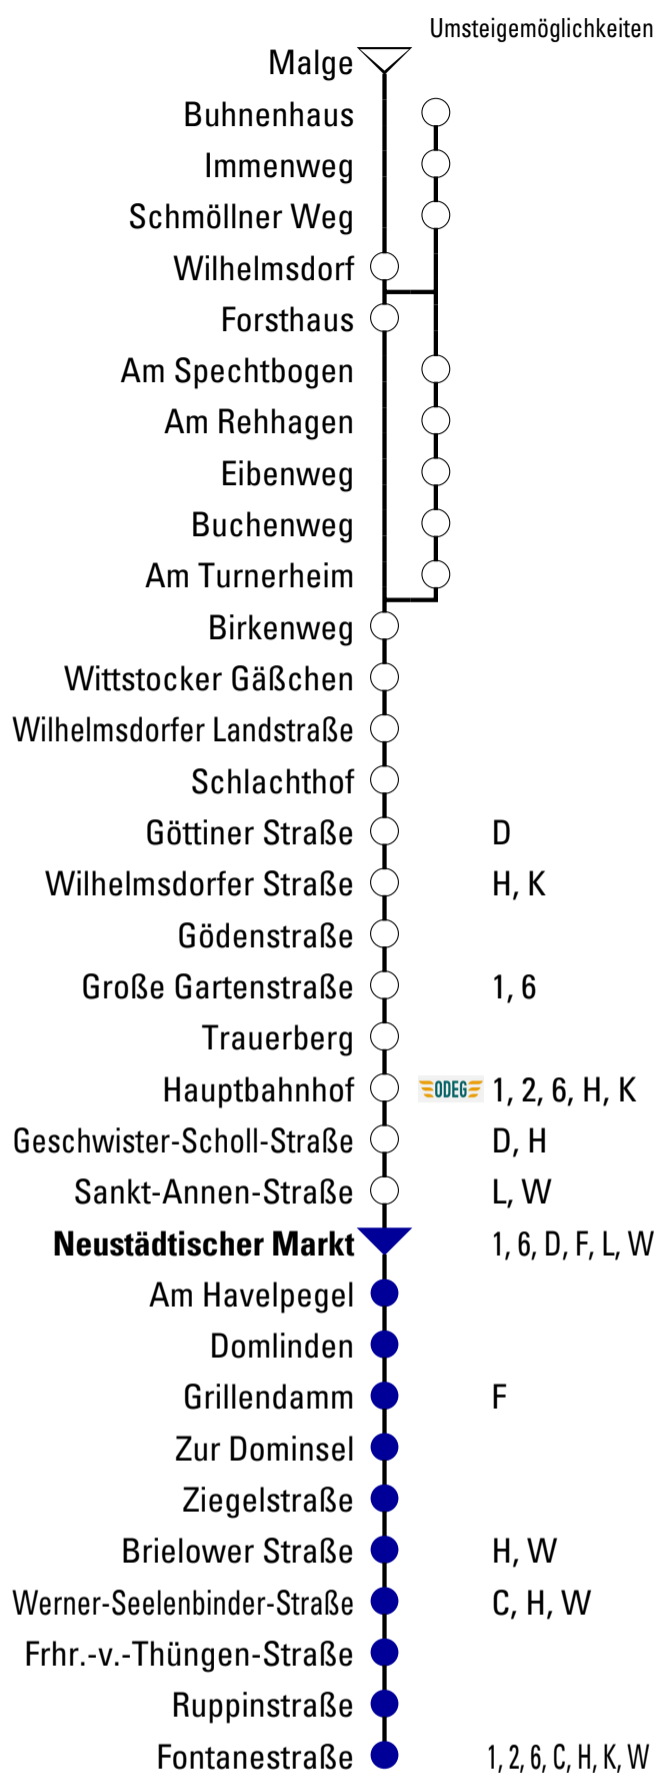 Umsteigemöglichkeiten
Malge
Buhnenhaus
Immenweg
Schmöllner Weg
Wilhelmsdorf
Forsthaus
Am Spechtbogen
Am Rehhagen
Eibenweg
Buchenweg
Am Turnerheim
Birkenweg
Wittstocker Gäßchen
Wilhelmsdorfer Landstraße
Schlachthof
Göttiner Straße D
Wilhelmsdorfer Straße H, K
Gödenstraße
Große Gartenstraße 1, 6
Trauerberg
Hauptbahnhof ODEG 1, 2, 6, H, K
Geschwister-Scholl-Straße D, H
Sankt-Annen-Straße L, W
Neustädtischer Markt 1, 6, D, F, L, W
Am Havelpegel
Domlinden
Grillendamm F
Zur Dominsel
Ziegelstraße
Brielower Straße H, W
Werner-Seelenbinder-Straße C, H, W
Frhr.-v.-Thüngen-Straße
Ruppinstraße
Fontanestraße 1, 2, 6, C, H, K, W